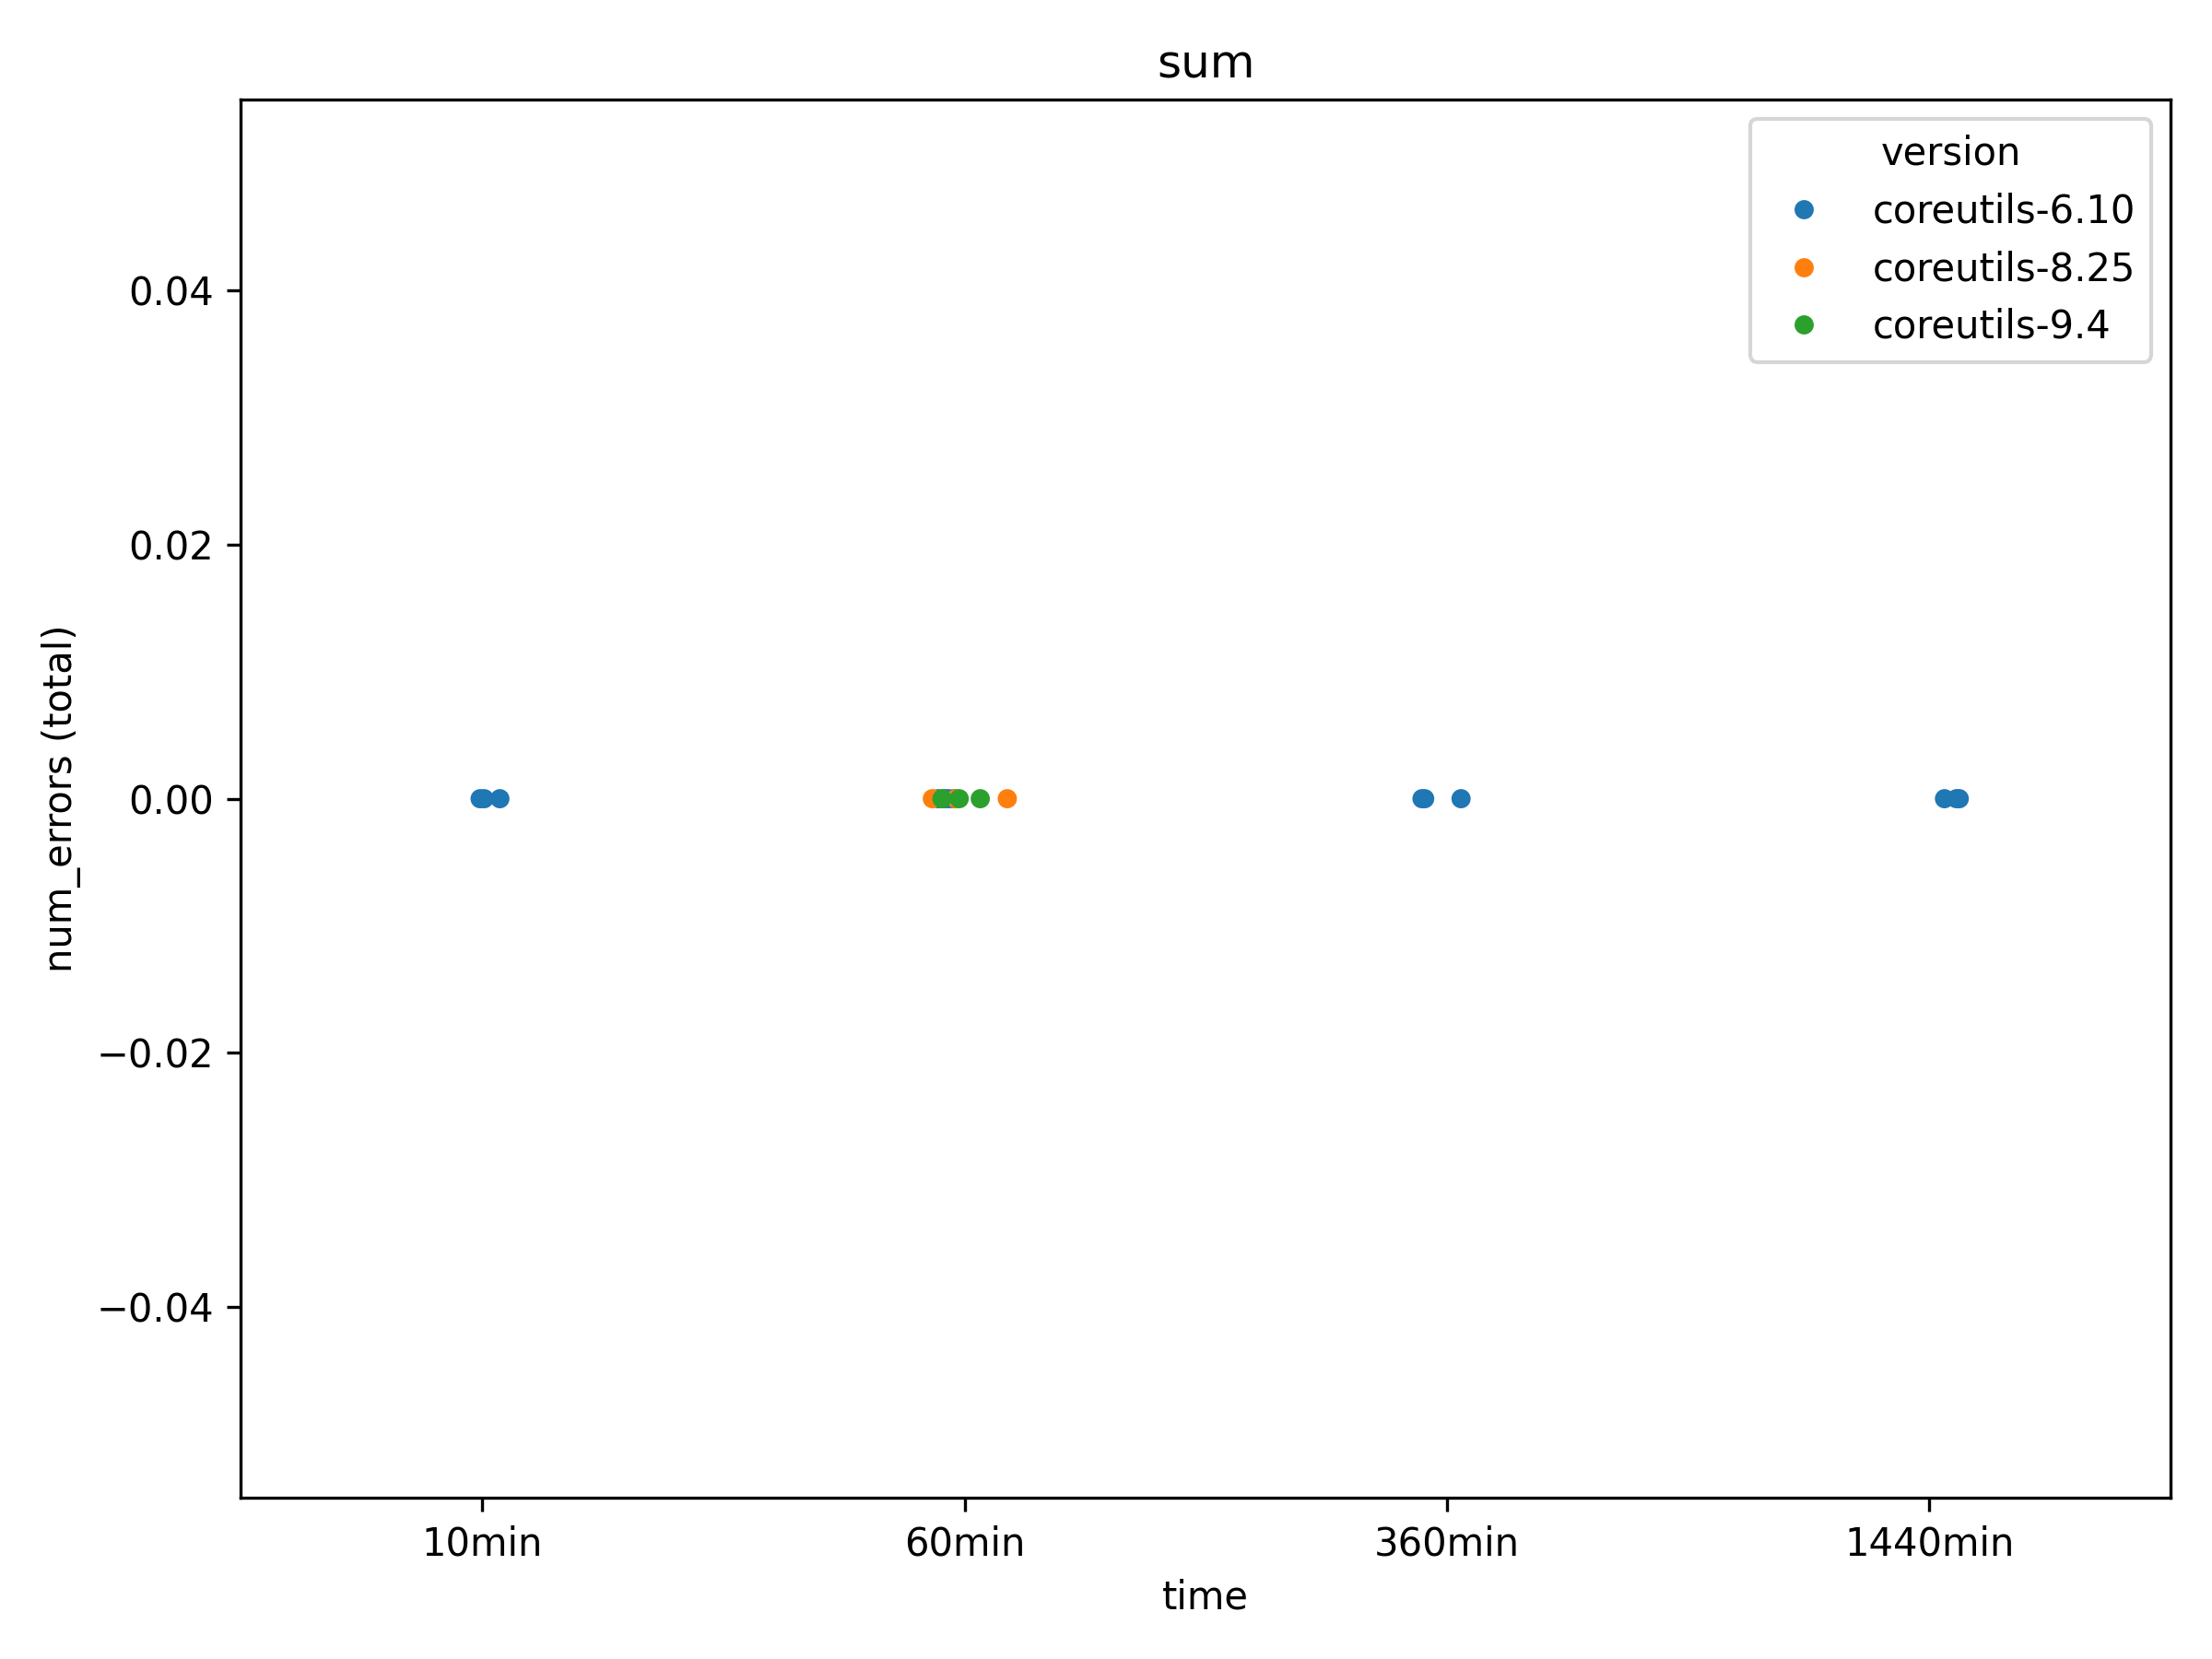 sum
version
coreutils-6.10
coreutils-8.25
coreutils-9.4
num_errors (total)
0.04
0.02
0.00
−0.02
−0.04
10min
60min
360min
1440min
time